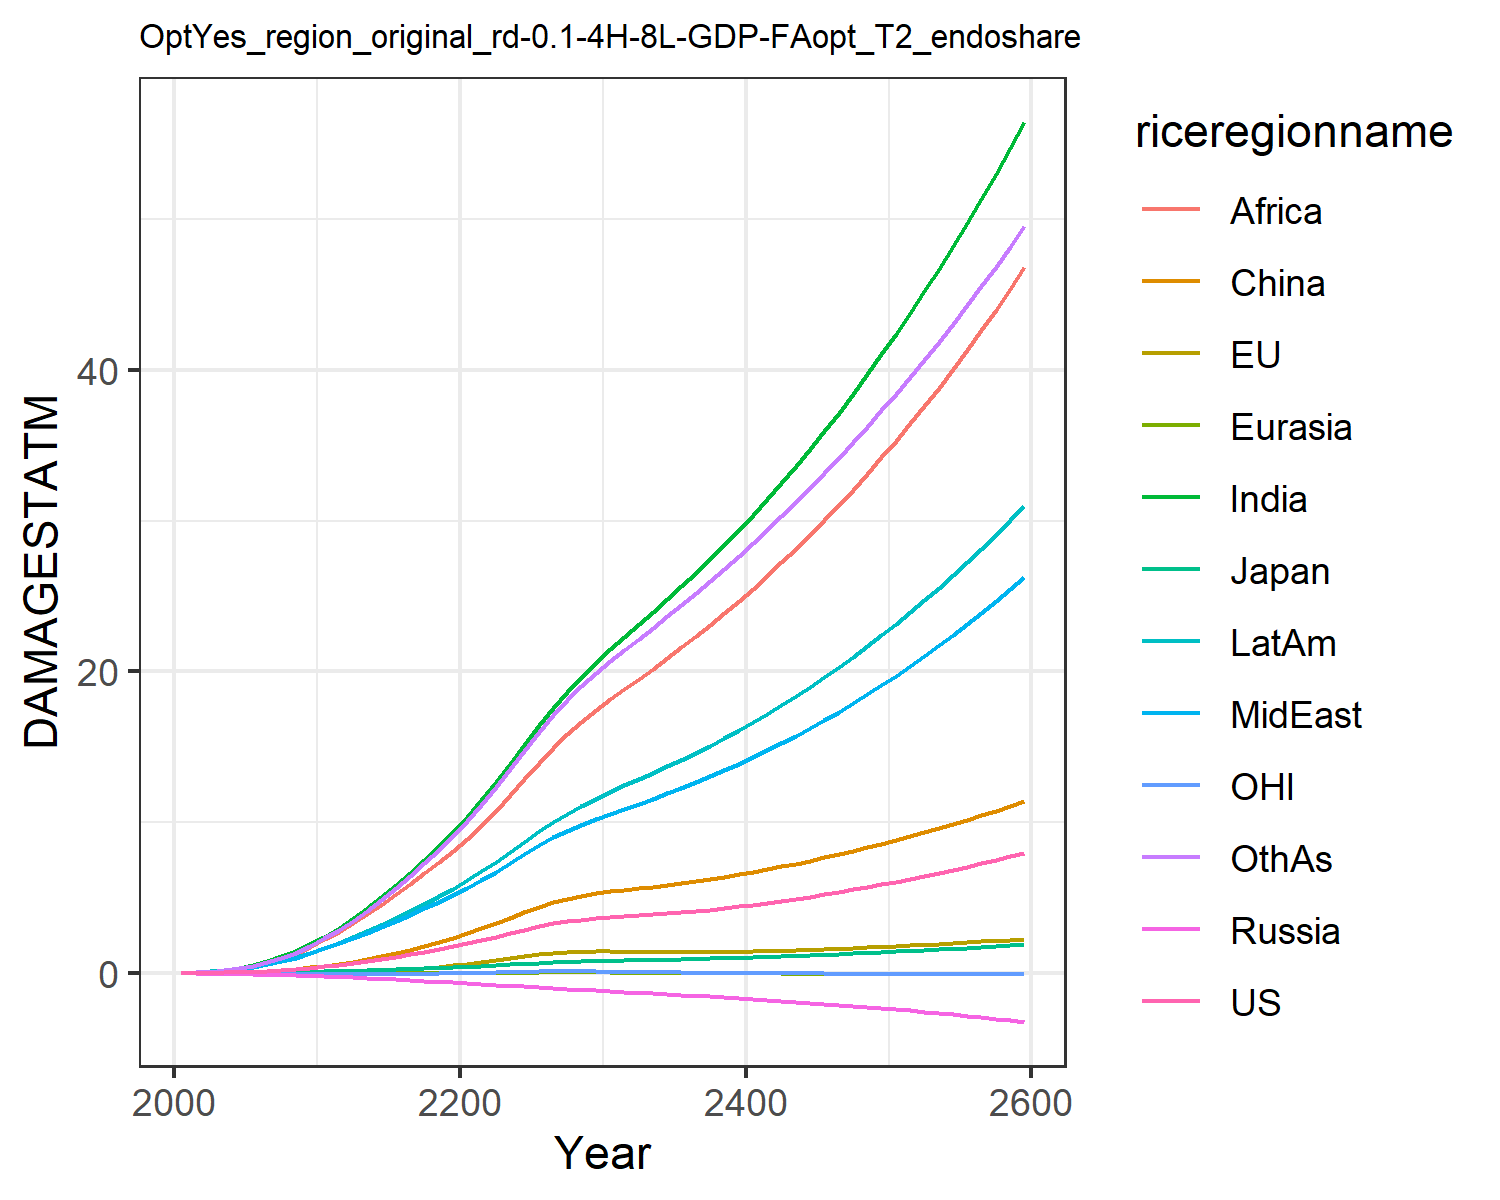 OptYes_region_original_rd-0.1-4H-8L-GDP-FAopt_T2_endoshare
DAMAGESTATM
40
20
0
2000
2200
2400
2600
Year
riceregionname
Africa
China
EU
Eurasia
India
Japan
LatAm
MidEast
OHI
OthAs
Russia
US